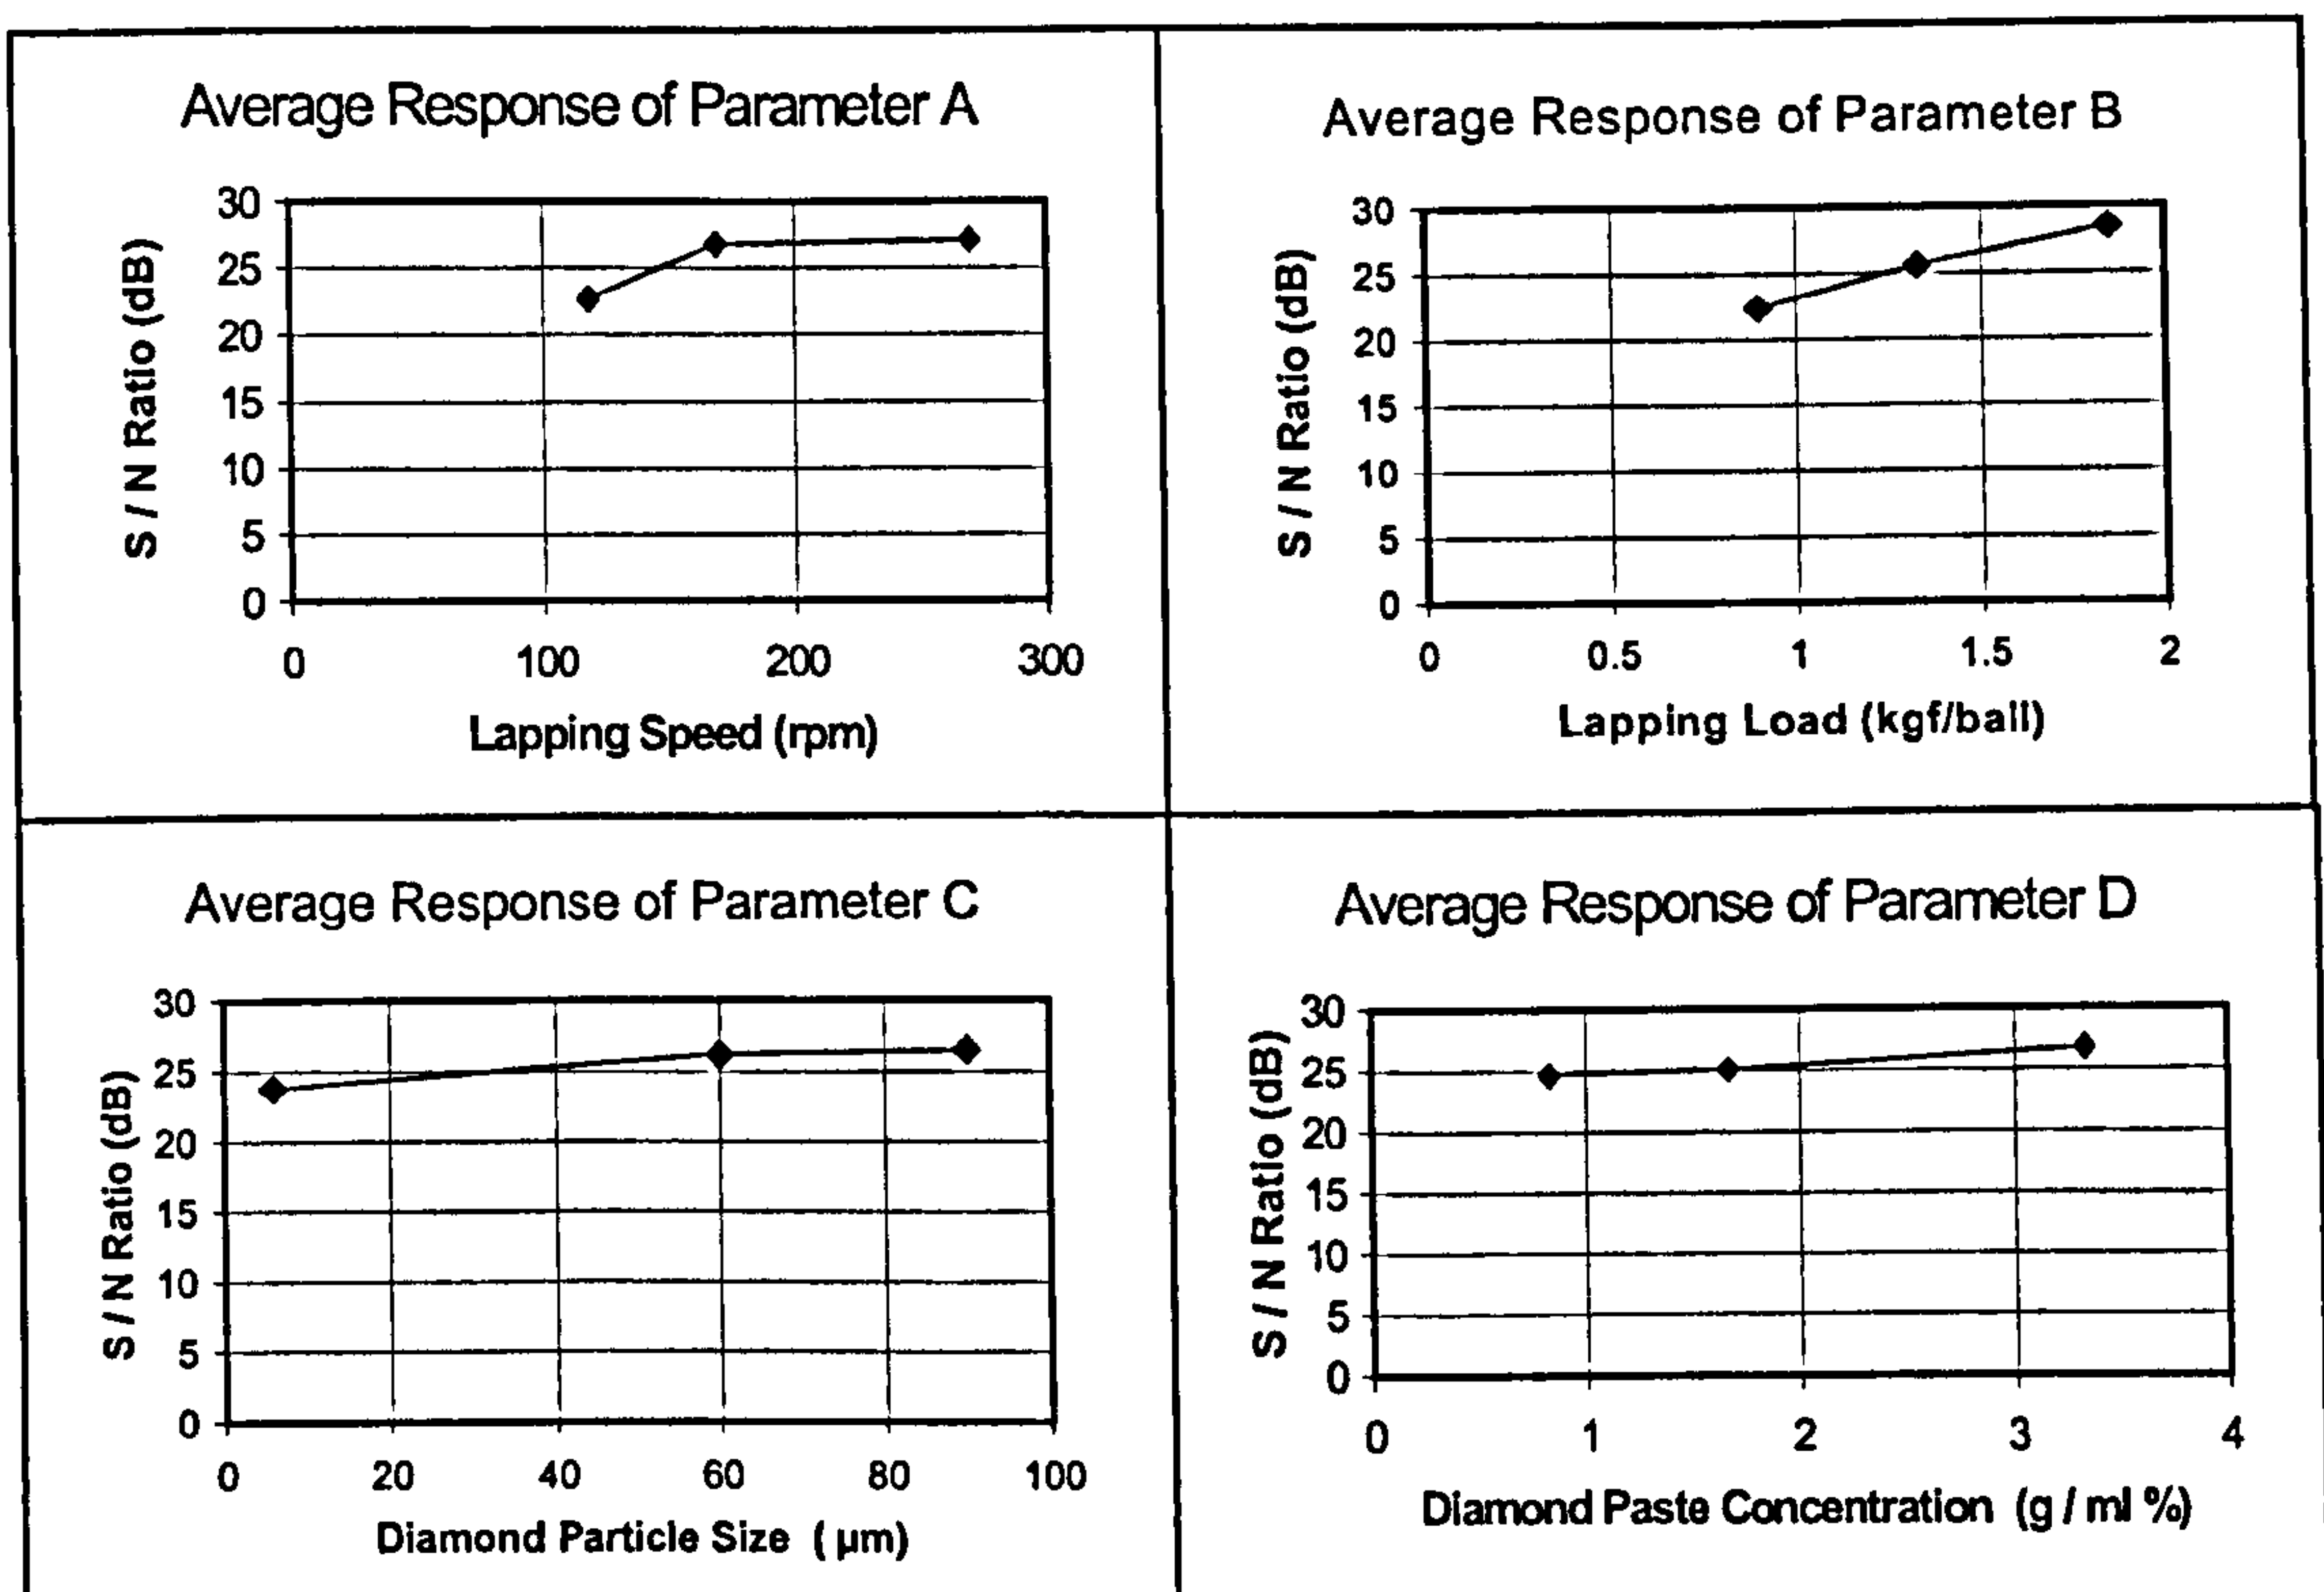 Average Response of Parameter A
30
25
20
15
10
5
0
S / N Ratio (dB)
0 100 200 300
Lapping Speed (rpm)
Average Response of Parameter B
30
25
20
15
10
5
0
S / N Ratio (dB)
0 0.5 1 1.5 2
Lapping Load (kgf/ball)
Average Response of Parameter C
30
25
20
15
10
5
0
S / N Ratio (dB)
0 20 40 60 80 100
Diamond Particle Size ( µm)
Average Response of Parameter D
30
25
20
15
10
5
0
S / N Ratio (dB)
0 1 2 3 4
Diamond Paste Concentration (g / ml %)